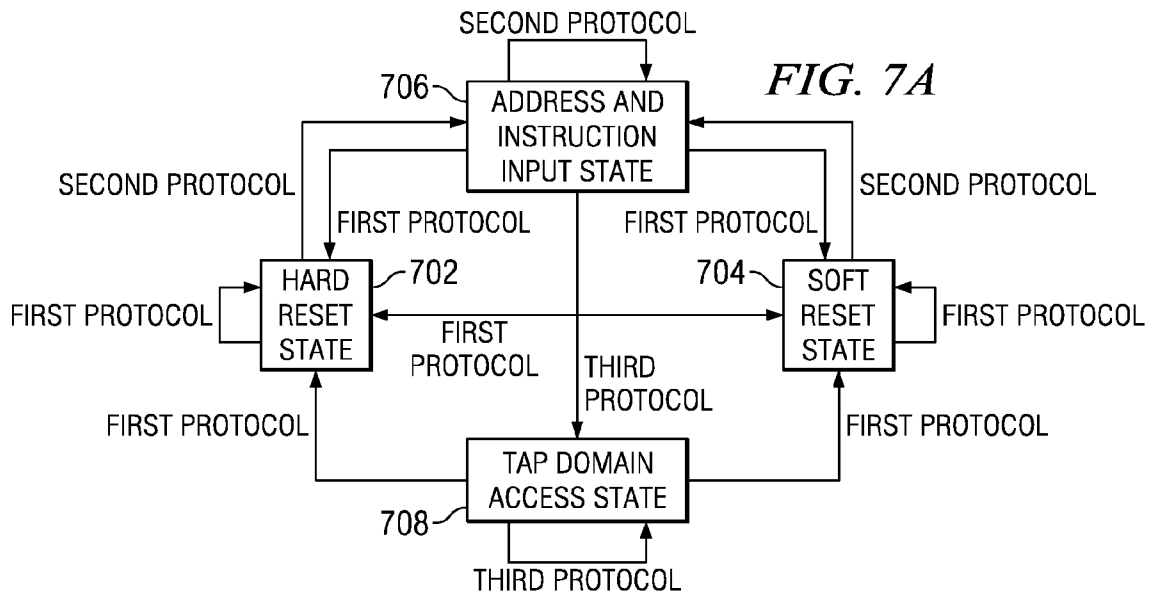 SECOND PROTOCOL
FIG. 7A
706
ADDRESS AND
INSTRUCTION
INPUT STATE
SECOND PROTOCOL
SECOND PROTOCOL
FIRST PROTOCOL
FIRST PROTOCOL
HARD
RESET
STATE
702
704
SOFT
RESET
STATE
FIRST PROTOCOL
FIRST
PROTOCOL
FIRST PROTOCOL
THIRD
PROTOCOL
FIRST PROTOCOL
FIRST PROTOCOL
TAP DOMAIN
ACCESS STATE
708
THIRD PROTOCOL